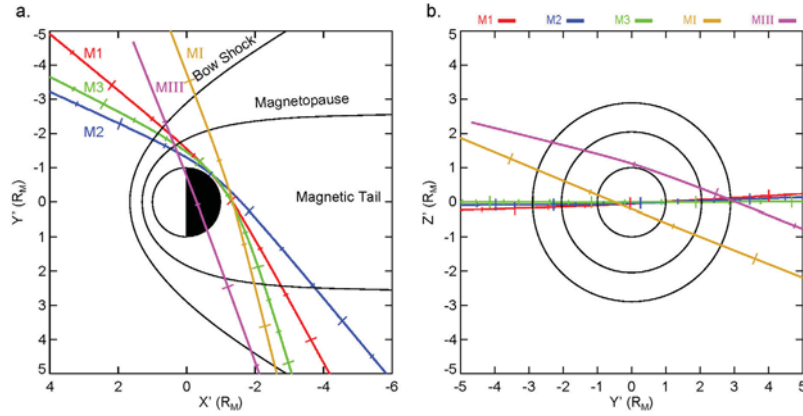 a.
b.
M1 M2 M3 MI MIII
-5
-4
-3
-2
-1
0
1
2
3
4
5
Y' (R_M)
M1
M3
M2
MIII
MI
Bow Shock
Magnetopause
Magnetic Tail
4 2 0 -2 -4 -6
X' (R_M)
5
4
3
2
1
0
-1
-2
-3
-4
-5
Z' (R_M)
-5 -4 -3 -2 -1 0 1 2 3 4 5
Y' (R_M)